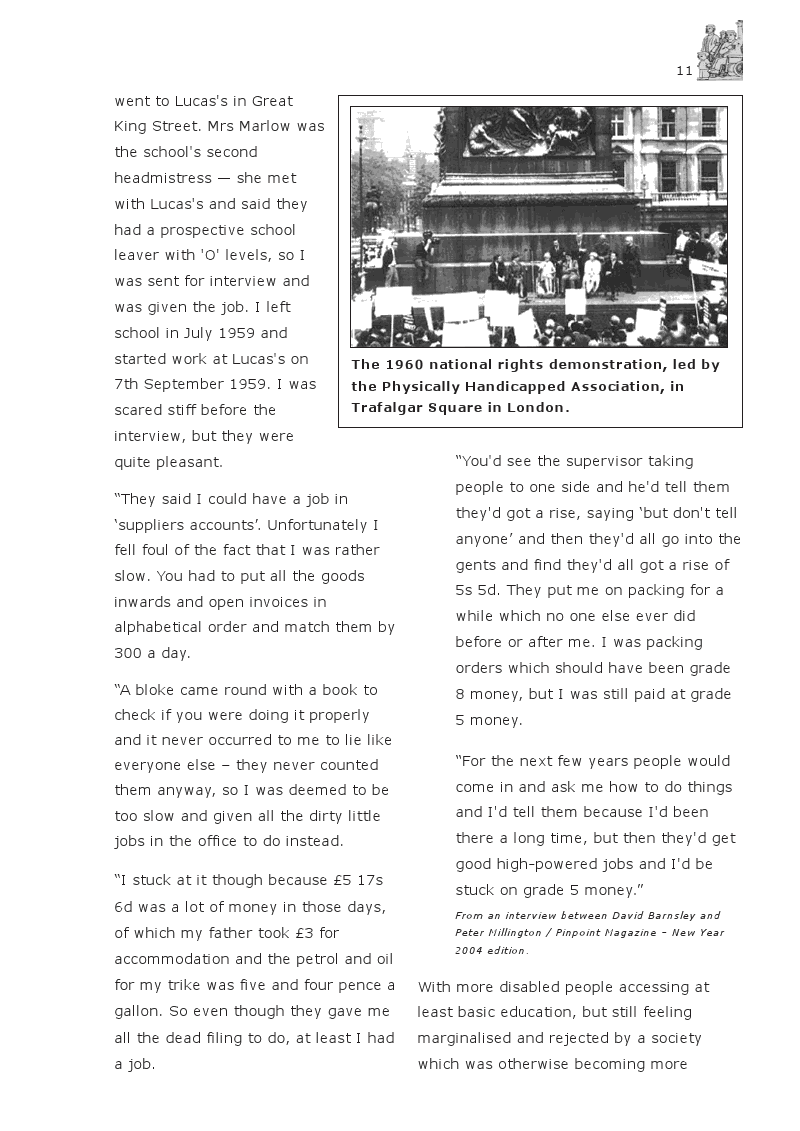 11
went to Lucas's in Great
King Street. Mrs Marlow was
the school's second
headmistress — she met
with Lucas's and said they
had a prospective school
leaver with 'O' levels, so I
was sent for interview and
was given the job. I left
school in July 1959 and
started work at Lucas's on
7th September 1959. I was
scared stiff before the
interview, but they were
quite pleasant.
“They said I could have a job in
‘suppliers accounts’. Unfortunately I
fell foul of the fact that I was rather
slow. You had to put all the goods
inwards and open invoices in
alphabetical order and match them by
300 a day.
“A bloke came round with a book to
check if you were doing it properly
and it never occurred to me to lie like
everyone else – they never counted
them anyway, so I was deemed to be
too slow and given all the dirty little
jobs in the office to do instead.
“I stuck at it though because £5 17s
6d was a lot of money in those days,
of which my father took £3 for
accommodation and the petrol and oil
for my trike was five and four pence a
gallon. So even though they gave me
all the dead filing to do, at least I had
a job.
The 1960 national rights demonstration, led by
the Physically Handicapped Association, in
Trafalgar Square in London.
“You'd see the supervisor taking
people to one side and he'd tell them
they'd got a rise, saying ‘but don't tell
anyone’ and then they'd all go into the
gents and find they'd all got a rise of
5s 5d. They put me on packing for a
while which no one else ever did
before or after me. I was packing
orders which should have been grade
8 money, but I was still paid at grade
5 money.
“For the next few years people would
come in and ask me how to do things
and I'd tell them because I'd been
there a long time, but then they'd get
good high-powered jobs and I'd be
stuck on grade 5 money.”
From an interview between David Barnsley and
Peter Millington / Pinpoint Magazine – New Year
2004 edition.
With more disabled people accessing at
least basic education, but still feeling
marginalised and rejected by a society
which was otherwise becoming more